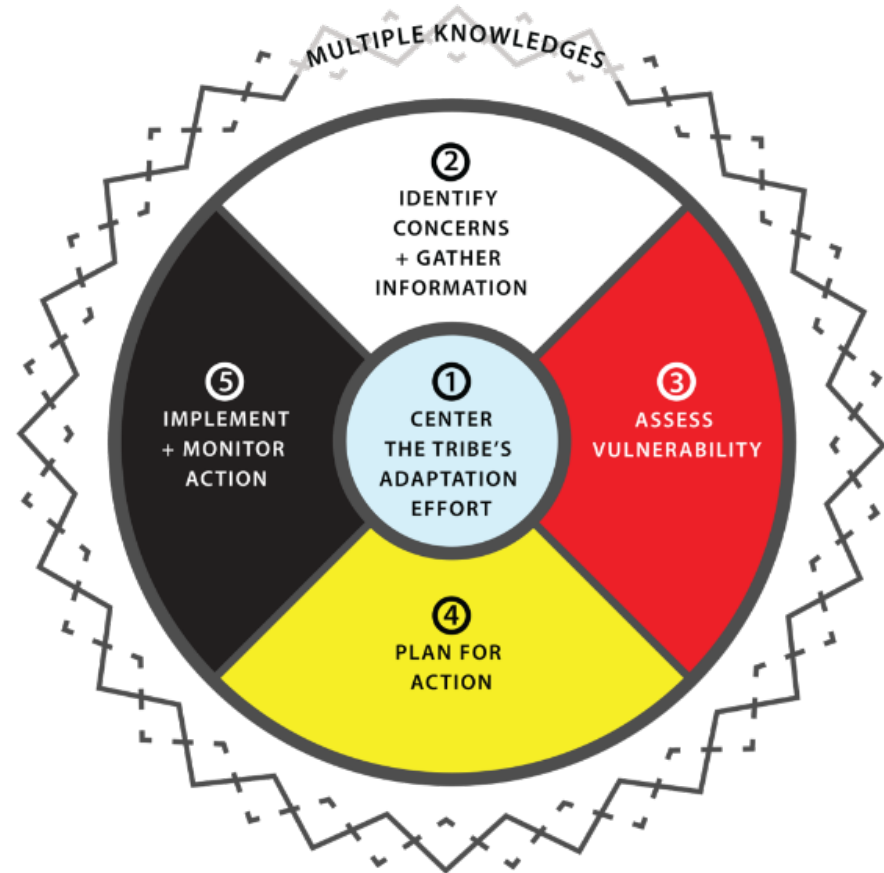 MULTIPLE KNOWLEDGES
2
IDENTIFY
CONCERNS
+ GATHER
INFORMATION
1
CENTER
THE TRIBE'S
ADAPTATION
EFFORT
3
ASSESS
VULNERABILITY
4
PLAN FOR
ACTION
5
IMPLEMENT
+ MONITOR
ACTION